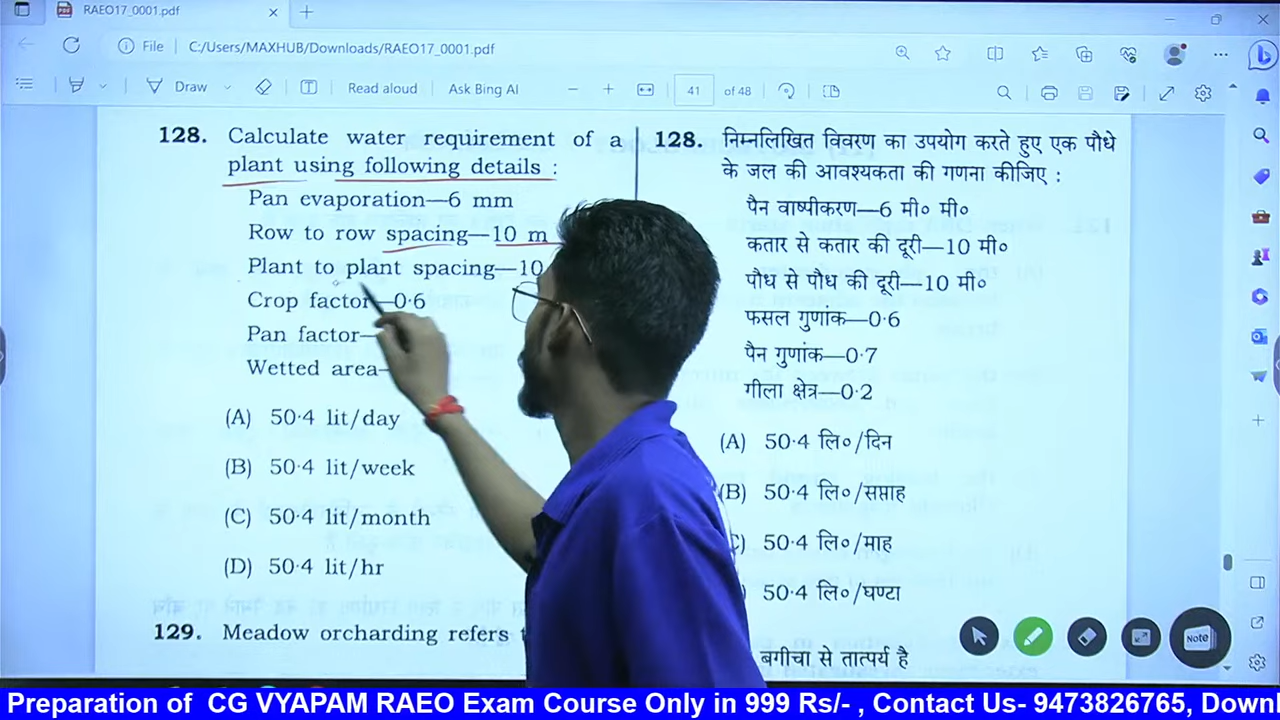 RAEO17_0001.pdf
File C:/Users/MAXHUB/Downloads/RAEO17_0001.pdf
Draw Read aloud Ask Bing AI 41 of 48
128. Calculate water requirement of a
plant using following details :
Pan evaporation—6 mm
Row to row spacing—10 m
Plant to plant spacing—10
Crop factor—0·6
Pan factor—
Wetted area—
(A) 50·4 lit/day
(B) 50·4 lit/week
(C) 50·4 lit/month
(D) 50·4 lit/hr
129. Meadow orcharding refers
128. निम्नलिखित विवरण का उपयोग करते हुए एक पौधे
के जल की आवश्यकता की गणना कीजिए :
पैन वाष्पीकरण—6 मी० मी०
कतार से कतार की दूरी—10 मी०
पौध से पौध की दूरी—10 मी०
फसल गुणांक—0·6
पैन गुणांक—0·7
गीला क्षेत्र—0·2
(A) 50·4 लि०/दिन
(B) 50·4 लि०/सप्ताह
50·4 लि०/माह
50·4 लि०/घण्टा
बगीचा से तात्पर्य है
Note
Preparation of CG VYAPAM RAEO Exam Course Only in 999 Rs/- , Contact Us- 9473826765, Down